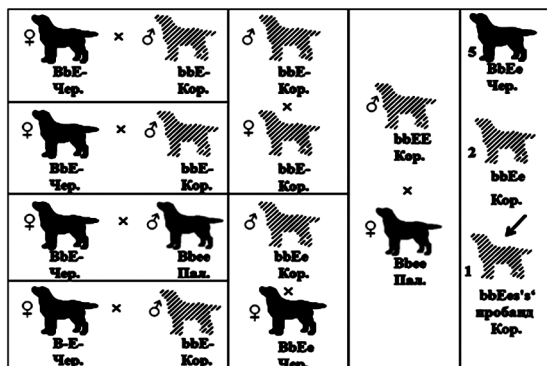 ♀ × ♂
BbE- bbE-
Чер. Кор.
♀ × ♂
BbE- bbE-
Чер. Кор.
♀ × ♂
BbE- Bbee
Чер. Пал.
♀ × ♂
B-E- bbE-
Чер. Кор.
♂
bbE-
Кор.
×
♀
bbE-
Кор.
♂
bbEe
Кор.
×
♀
BbEe
Чер.
♂
bbEE
Кор.
×
♀
Bbee
Пал.
5
BbEe
Чер.
2
bbEe
Кор.
1
bbEes's'
пробанд
Кор.